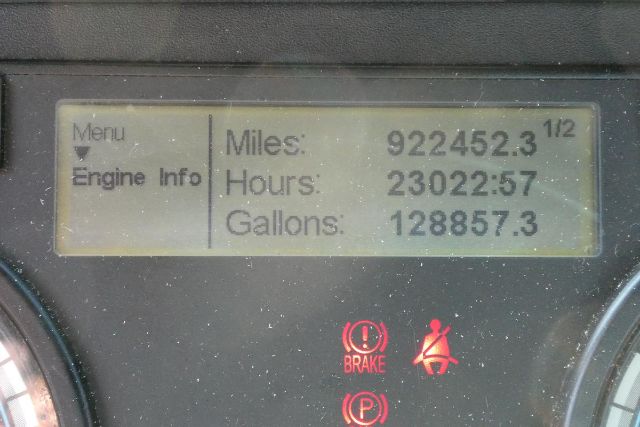 Menu
Engine Info
1/2
Miles: 922452.3
Hours: 23022:57
Gallons: 128857.3
BRAKE
P